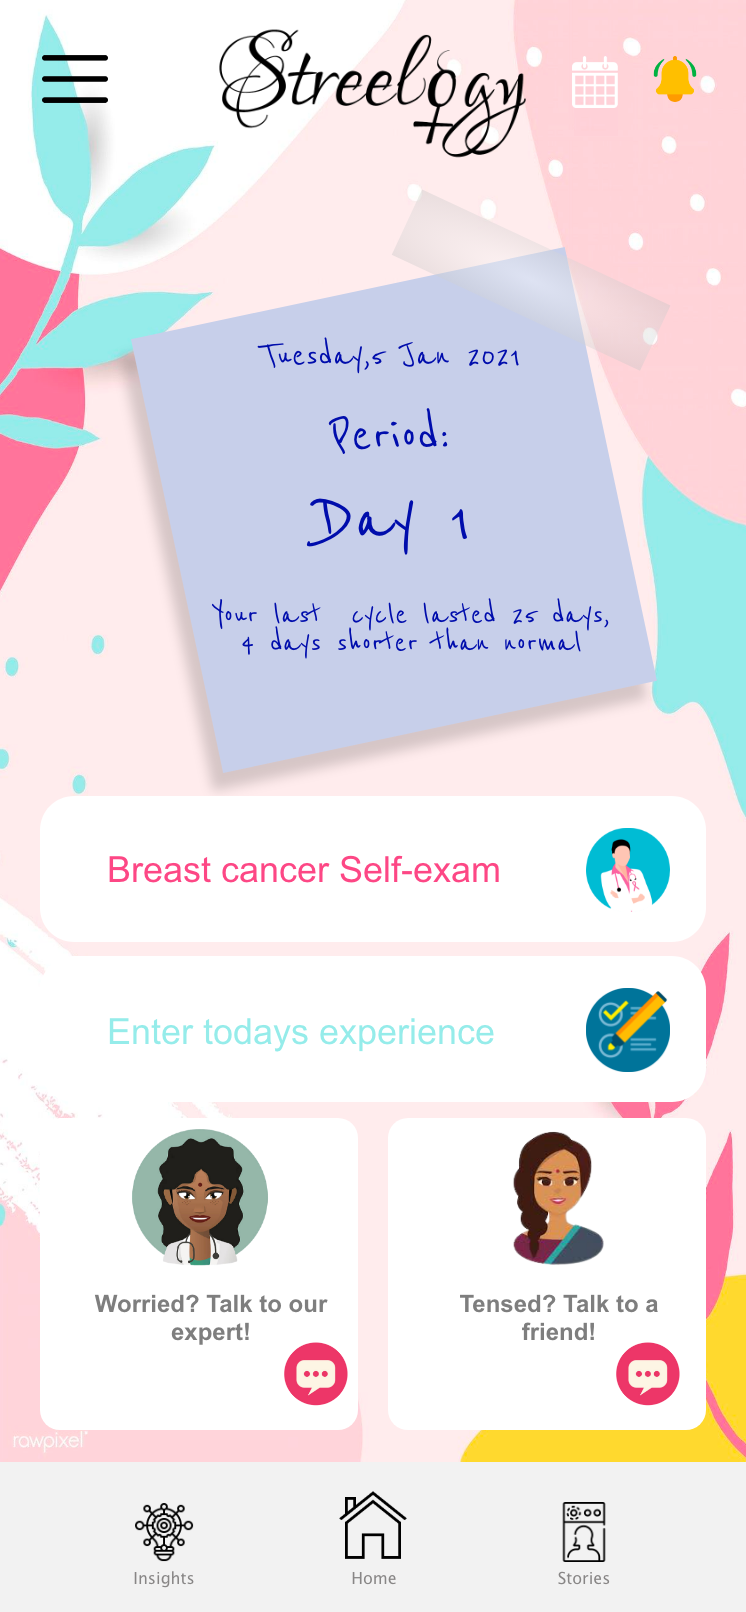 Streelogy
Tuesday,5 Jan 2021
Period:
Day 1
Your last cycle lasted 25 days,
4 days shorter than normal
Breast cancer Self-exam
Enter todays experience
Worried? Talk to our
expert!
Tensed? Talk to a
friend!
rawpixel
Insights
Home
Stories